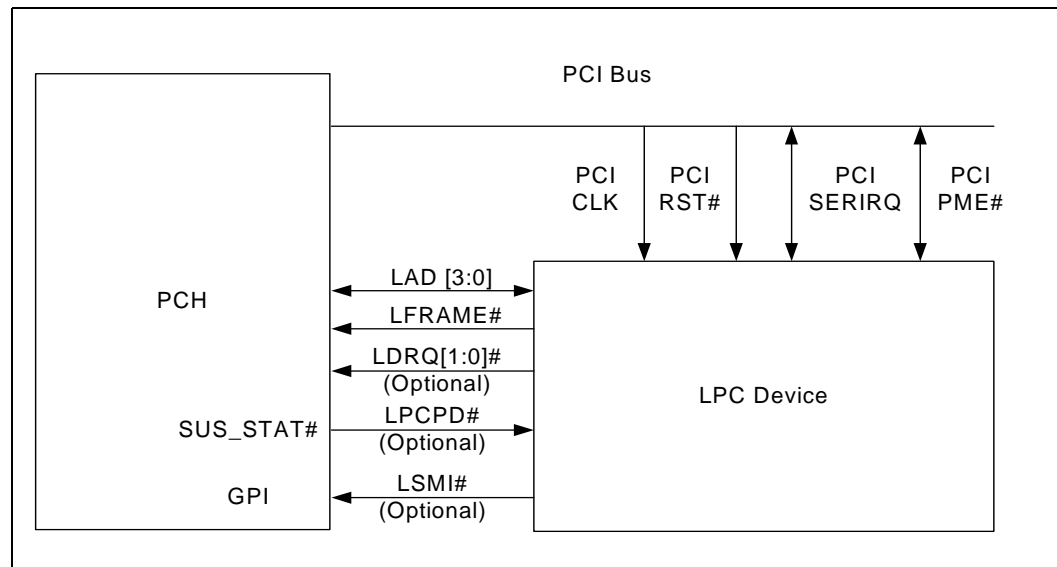 PCI Bus
PCI
CLK
PCI
RST#
PCI
SERIRQ
PCI
PME#
LAD [3:0]
PCH
LFRAME#
LDRQ[1:0]#
(Optional)
LPC Device
SUS_STAT#
LPCPD#
(Optional)
GPI
LSMI#
(Optional)